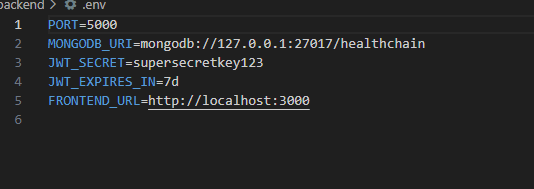 backend > .env
1 PORT=5000
2 MONGODB_URI=mongodb://127.0.0.1:27017/healthchain
3 JWT_SECRET=supersecretkey123
4 JWT_EXPIRES_IN=7d
5 FRONTEND_URL=http://localhost:3000
6